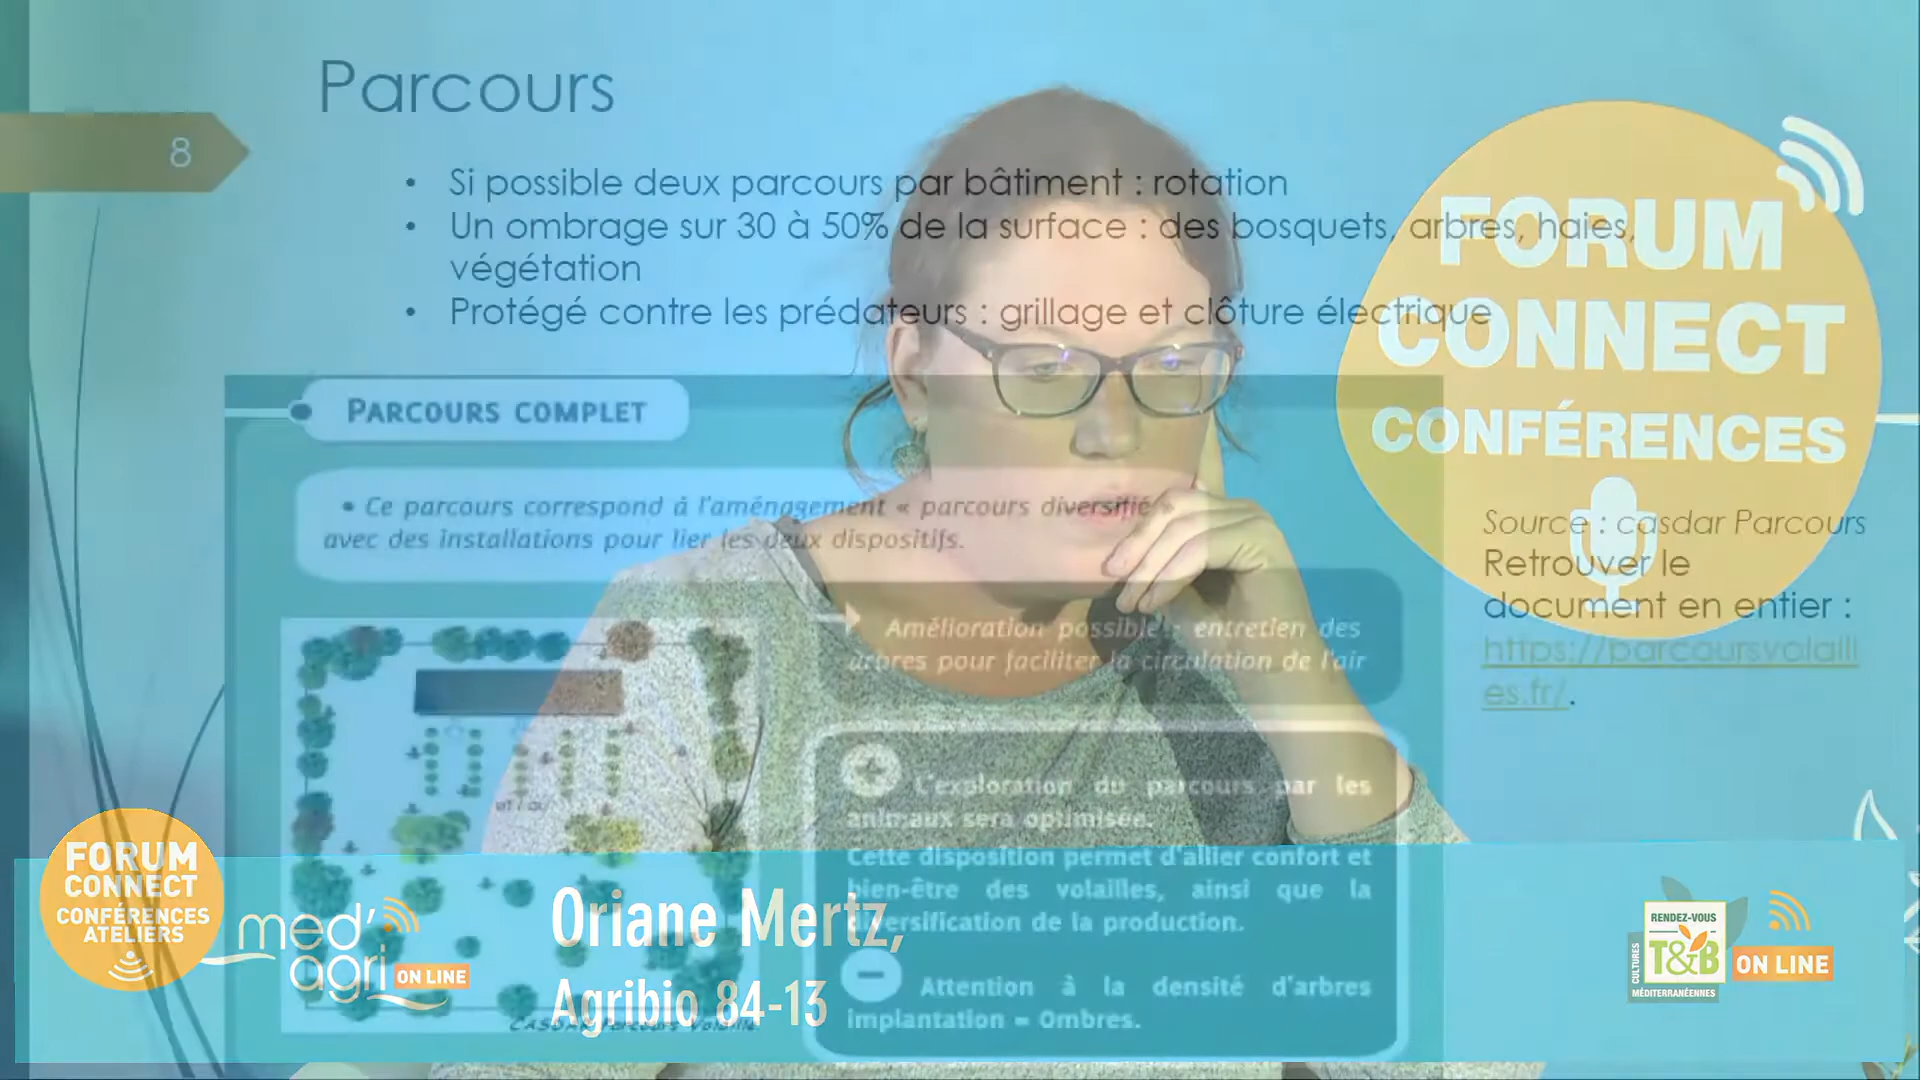 Parcours
8
• Si possible deux parcours par bâtiment : rotation
• Un ombrage sur 30 à 50% de la surface : des bosquets, arbres, haies,
végétation
• Protégé contre les prédateurs : grillage et clôture électrique
FORUM
CONNECT
CONFÉRENCES
PARCOURS COMPLET
• Ce parcours correspond à l'aménagement « parcours diversifié »
avec des installations pour lier les deux dispositifs.
Source : casdar Parcours
Retrouver le
document en entier :
https://parcoursvolaill
es.fr/.
Amélioration possible : entretien des
arbres pour faciliter la circulation de l'air
L'exploration du parcours par les
animaux sera optimisée.
Cette disposition permet d'allier confort et
bien-être des volailles, ainsi que la
diversification de la production.
Attention à la densité d'arbres
implantation = Ombres.
CASDAR Parcours
FORUM
CONNECT
CONFÉRENCES
ATELIERS
med'
agri ON LINE
Oriane Mertz,
Agribio 84-13
RENDEZ-VOUS
T&B
CULTURES
MÉDITERRANÉENNES
ON LINE